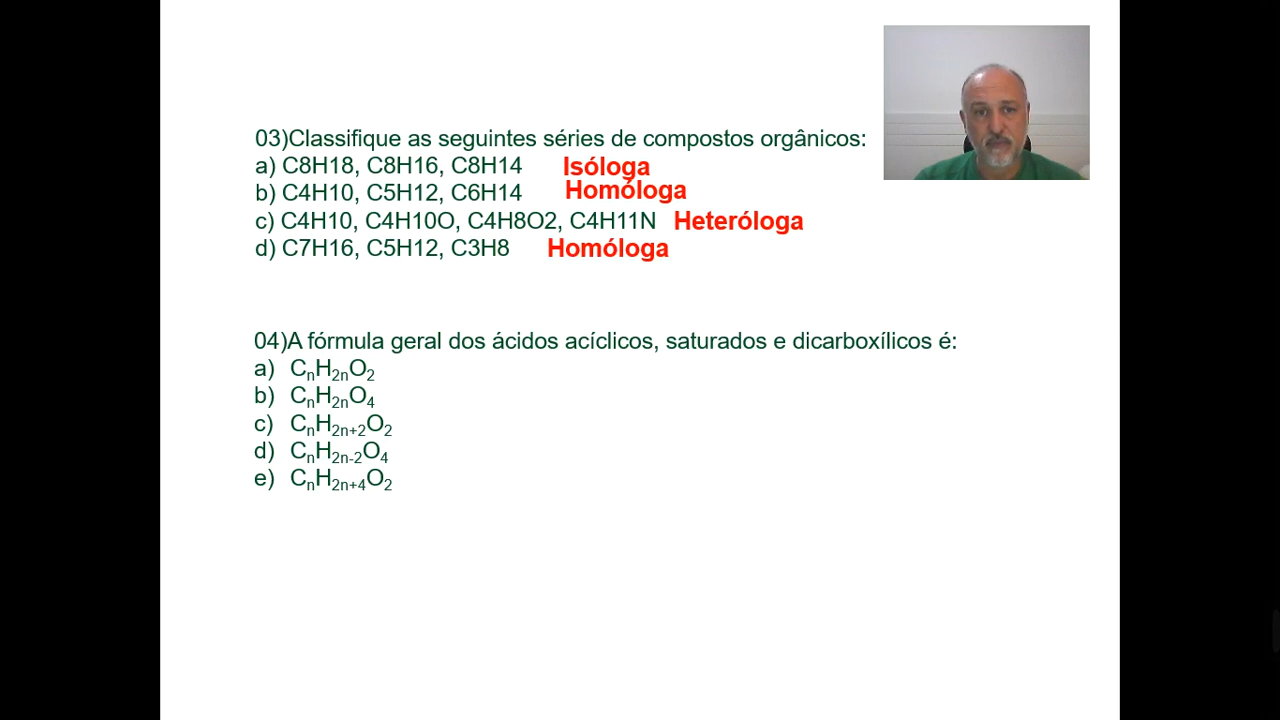 03)Classifique as seguintes séries de compostos orgânicos:
a) C8H18, C8H16, C8H14 Isóloga
b) C4H10, C5H12, C6H14 Homóloga
c) C4H10, C4H10O, C4H8O2, C4H11N Heteróloga
d) C7H16, C5H12, C3H8 Homóloga
04)A fórmula geral dos ácidos acíclicos, saturados e dicarboxílicos é:
a) CₙH₂ₙO₂
b) CₙH₂ₙO₄
c) CₙH₂ₙ₊₂O₂
d) CₙH₂ₙ₋₂O₄
e) CₙH₂ₙ₊₄O₂